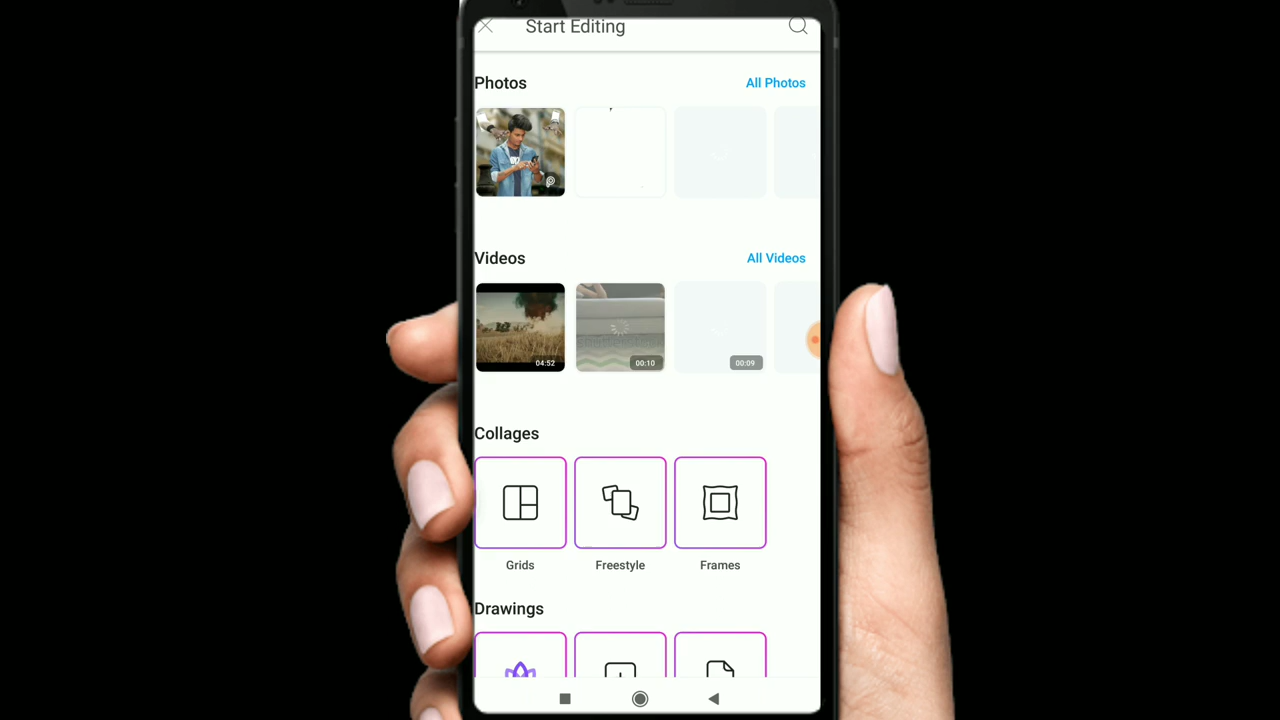 Start Editing
Photos
All Photos
Videos
All Videos
04:52
00:10
00:09
Collages
Grids
Freestyle
Frames
Drawings